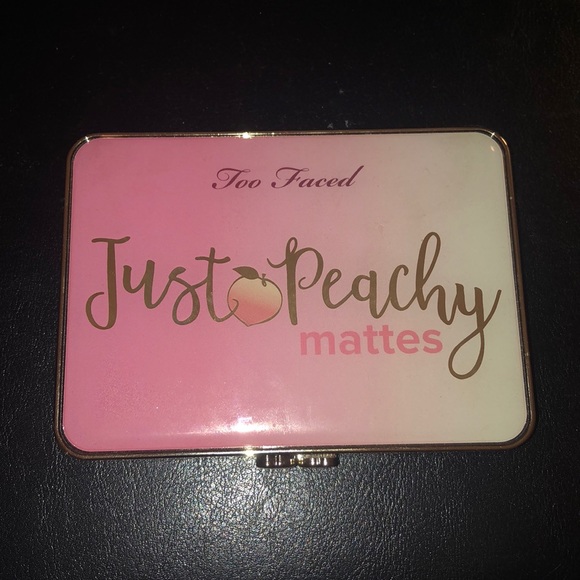 Too Faced
Just Peachy
mattes